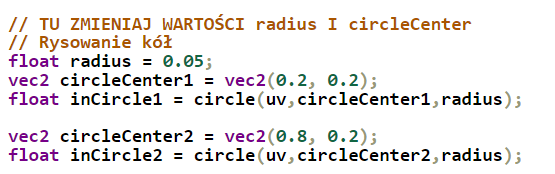 // TU ZMIENIAJ WARTOŚCI radius I circleCenter
// Rysowanie kół
float radius = 0.05;
vec2 circleCenter1 = vec2(0.2, 0.2);
float inCircle1 = circle(uv,circleCenter1,radius);
vec2 circleCenter2 = vec2(0.8, 0.2);
float inCircle2 = circle(uv,circleCenter2,radius);